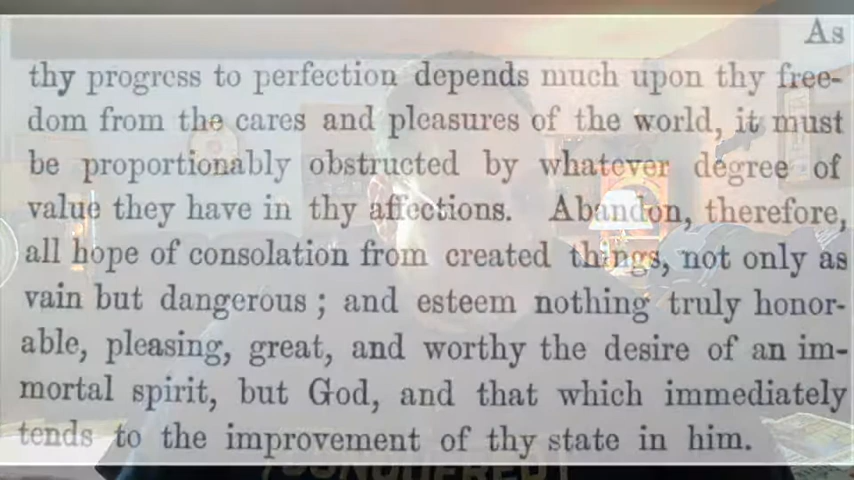 As
thy progress to perfection depends much upon thy free-
dom from the cares and pleasures of the world, it must
be proportionably obstructed by whatever degree of
value they have in thy affections. Abandon, therefore,
all hope of consolation from created things, not only as
vain but dangerous ; and esteem nothing truly honor-
able, pleasing, great, and worthy the desire of an im-
mortal spirit, but God, and that which immediately
tends to the improvement of thy state in him.
CONQUERED